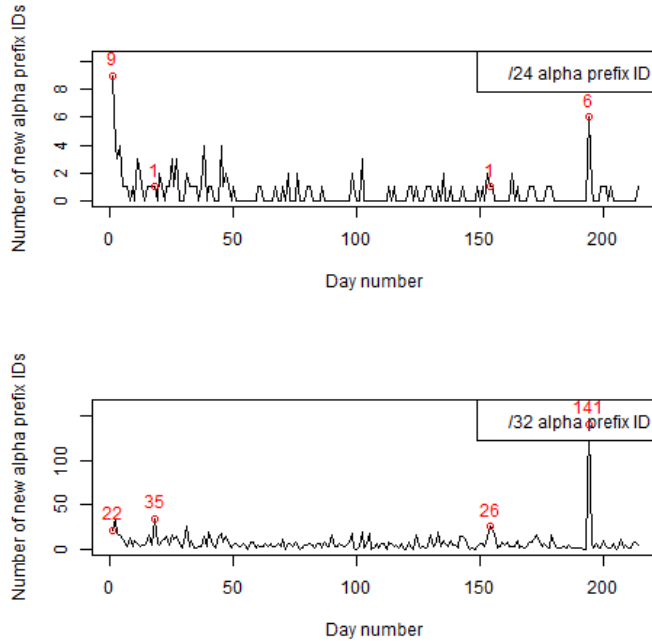 Number of new alpha prefix IDs
/24 alpha prefix ID
9
1
1
6
0 2 4 6 8
0 50 100 150 200
Day number
Number of new alpha prefix IDs
/32 alpha prefix ID
22
35
26
141
0 50 100
0 50 100 150 200
Day number